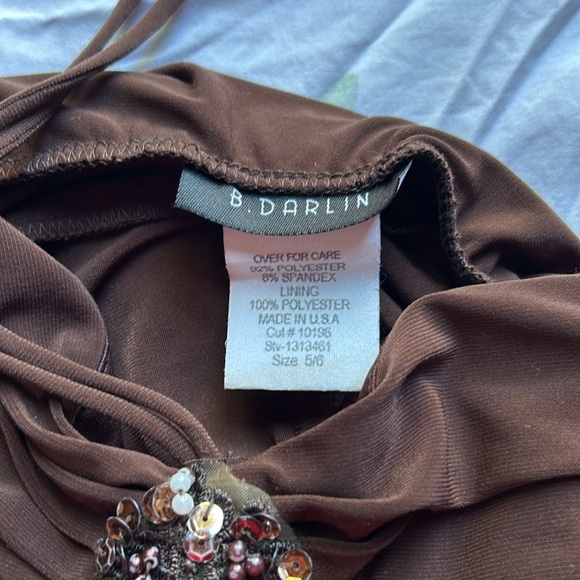 B. DARLIN
OVER FOR CARE
92% POLYESTER
8% SPANDEX
LINING
100% POLYESTER
MADE IN U.S.A
Cut # 10196
Stv-1313461
Size 5/6